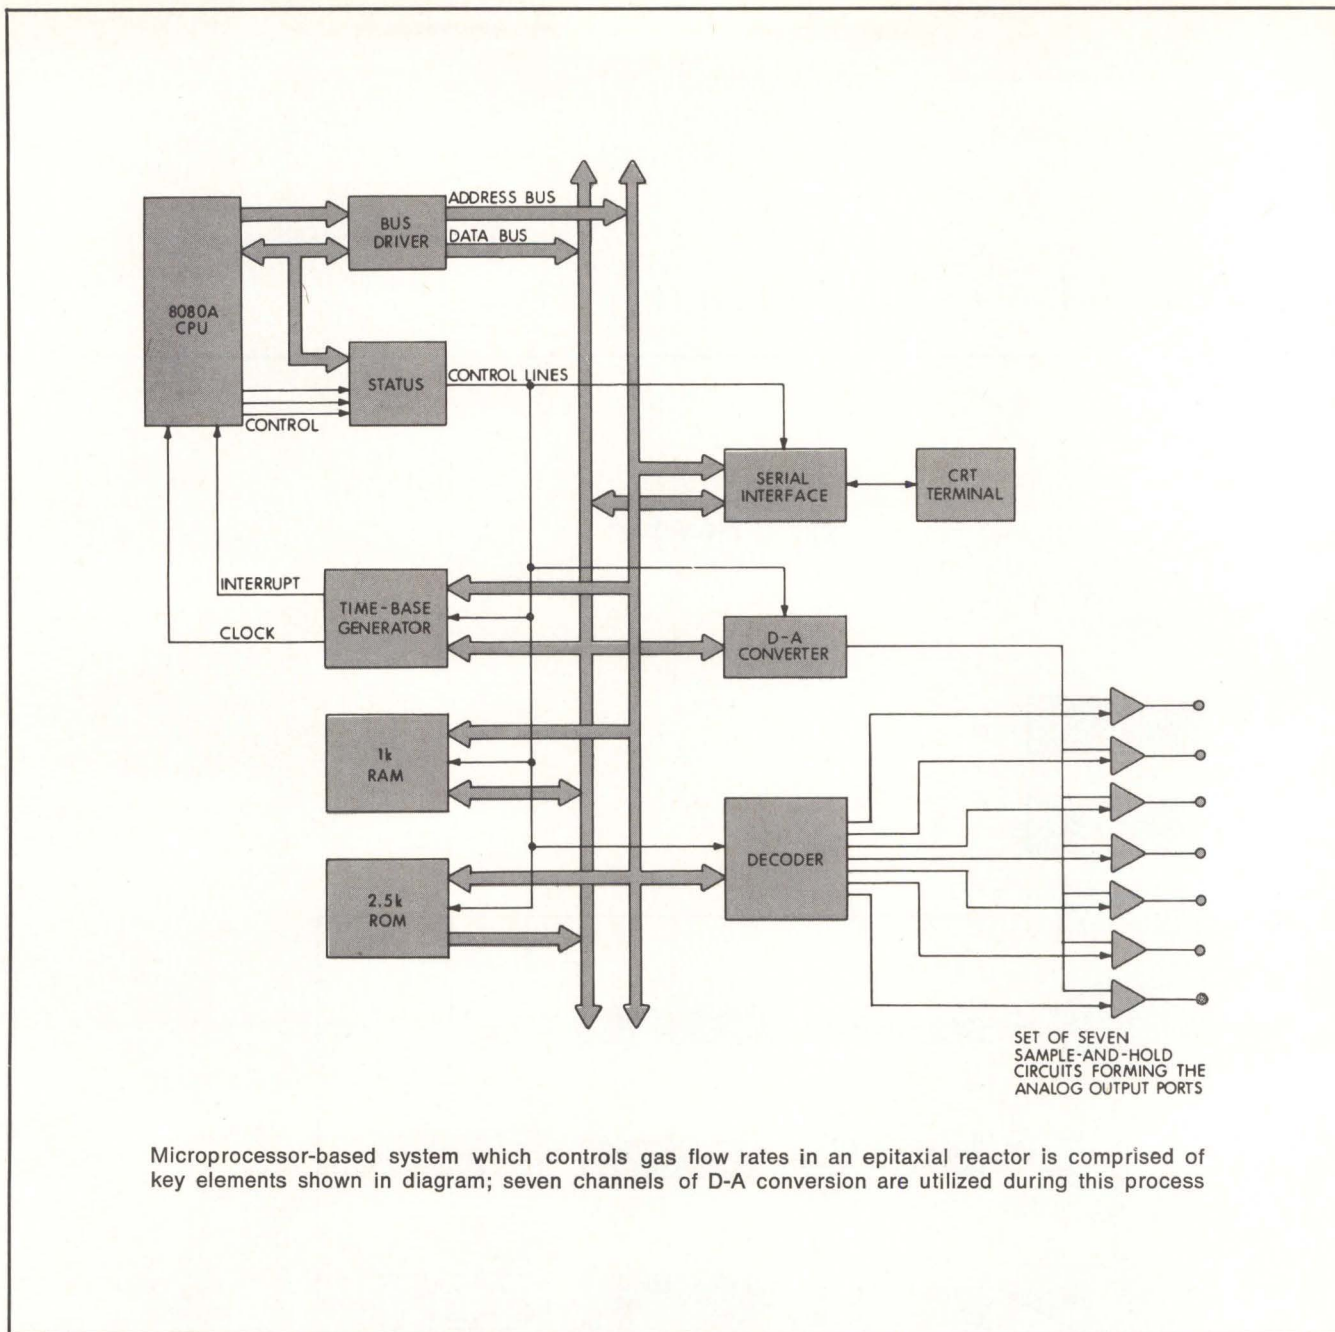 ADDRESS BUS
BUS
DRIVER
DATA BUS
8080A
CPU
STATUS
CONTROL LINES
CONTROL
SERIAL
INTERFACE
CRT
TERMINAL
INTERRUPT
TIME-BASE
GENERATOR
CLOCK
D-A
CONVERTER
1k
RAM
DECODER
2.5k
ROM
SET OF SEVEN
SAMPLE-AND-HOLD
CIRCUITS FORMING THE
ANALOG OUTPUT PORTS
Microprocessor-based system which controls gas flow rates in an epitaxial reactor is comprised of
key elements shown in diagram; seven channels of D-A conversion are utilized during this process